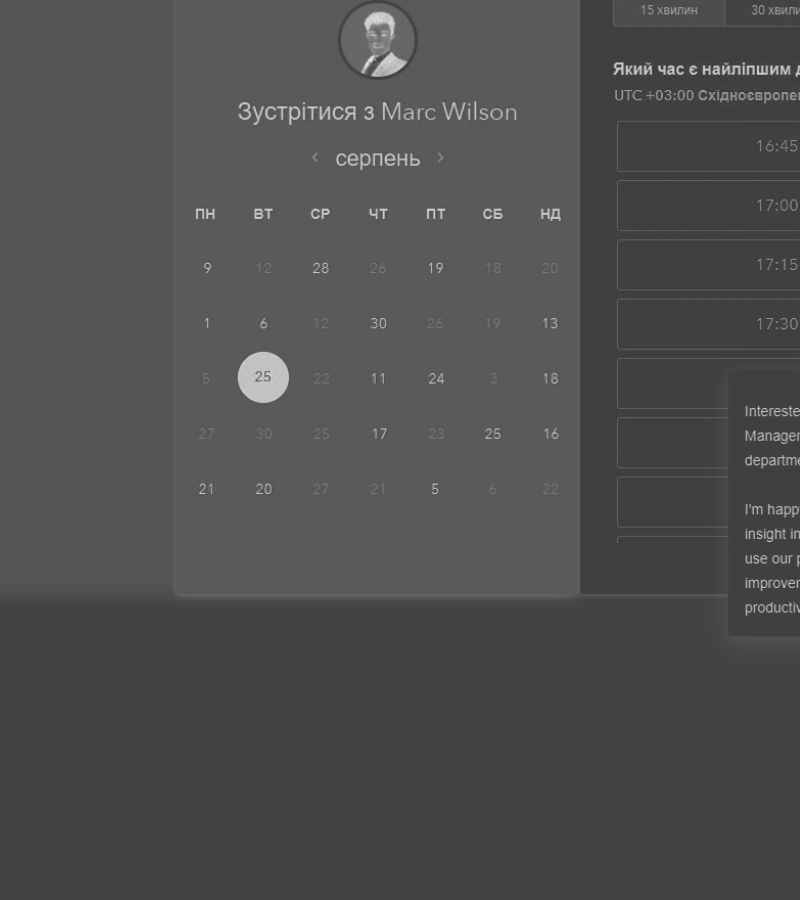 Зустрітися з Marc Wilson
‹ серпень ›
ПН ВТ СР ЧТ ПТ СБ НД
9 12 28 26 19 18 20
1 6 12 30 26 19 13
5 25 22 11 24 3 18
27 30 25 17 23 25 16
21 20 27 21 5 6 22
15 хвилин 30 хвили
Який час є найліпшим д
UTC +03:00 Східноєвропе
16:45
17:00
17:15
17:30
Intereste
Manager
departme
I'm happ
insight in
use our p
improve
productiv